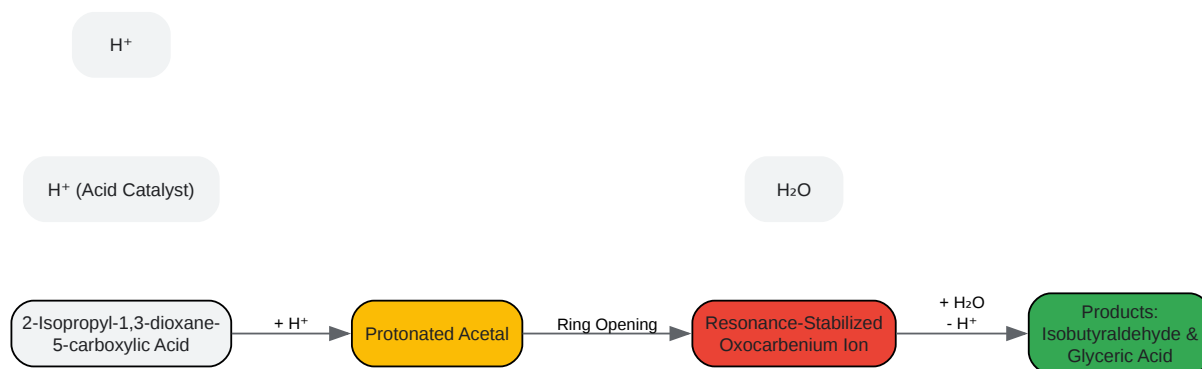 H⁺
H⁺ (Acid Catalyst)
H₂O
2-Isopropyl-1,3-dioxane-
5-carboxylic Acid
+ H⁺
Protonated Acetal
Ring Opening
Resonance-Stabilized
Oxocarbenium Ion
+ H₂O
- H⁺
Products:
Isobutyraldehyde &
Glyceric Acid